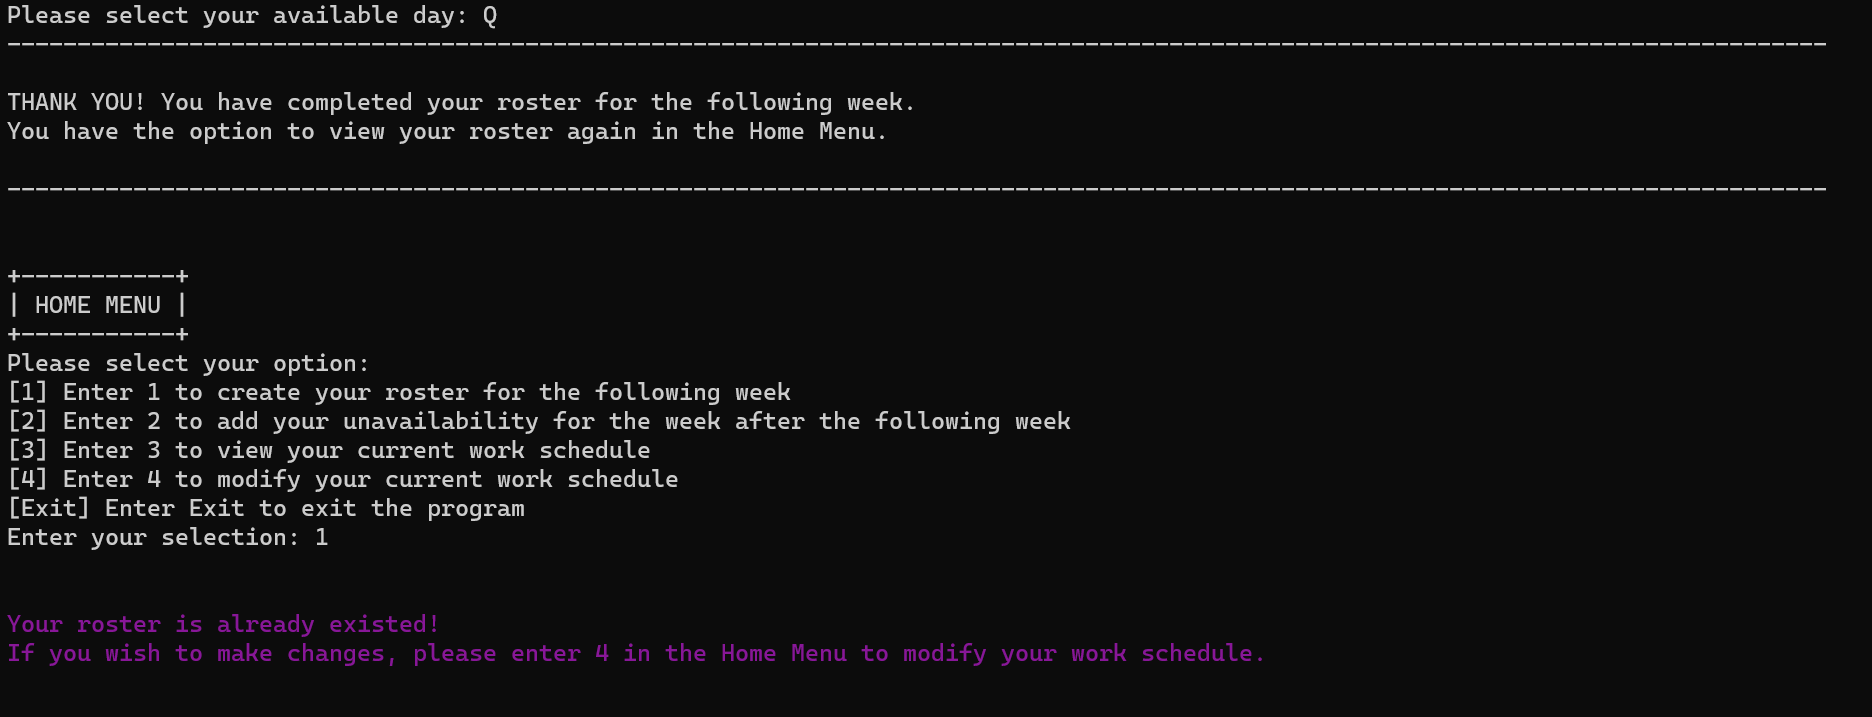 Please select your available day: Q
----------------------------------------------------------------------------------------------------------------------------------
THANK YOU! You have completed your roster for the following week.
You have the option to view your roster again in the Home Menu.
----------------------------------------------------------------------------------------------------------------------------------
+-----------+
| HOME MENU |
+-----------+
Please select your option:
[1] Enter 1 to create your roster for the following week
[2] Enter 2 to add your unavailability for the week after the following week
[3] Enter 3 to view your current work schedule
[4] Enter 4 to modify your current work schedule
[Exit] Enter Exit to exit the program
Enter your selection: 1
Your roster is already existed!
If you wish to make changes, please enter 4 in the Home Menu to modify your work schedule.